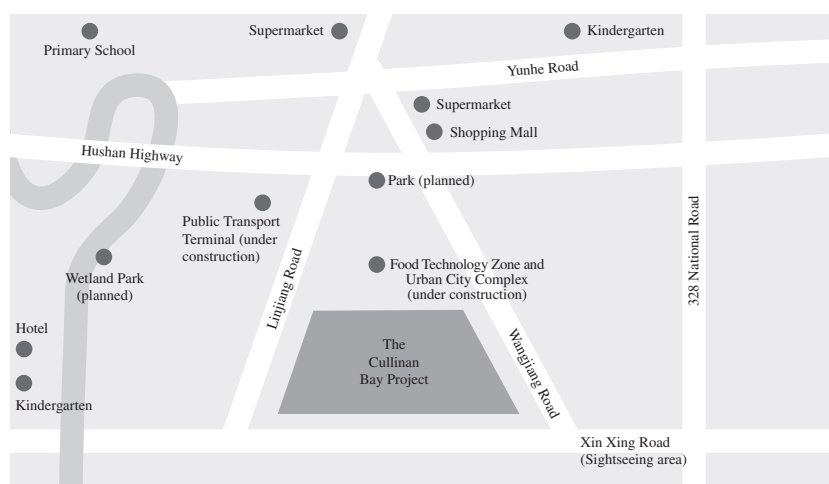 Primary School
Supermarket
Kindergarten
Yunhe Road
Supermarket
Shopping Mall
Hushan Highway
Park (planned)
Public Transport
Terminal (under
construction)
328 National Road
Linjiang Road
Wetland Park
(planned)
Food Technology Zone and
Urban City Complex
(under construction)
Hotel
Kindergarten
The
Cullinan
Bay Project
Wangjiang Road
Xin Xing Road
(Sightseeing area)